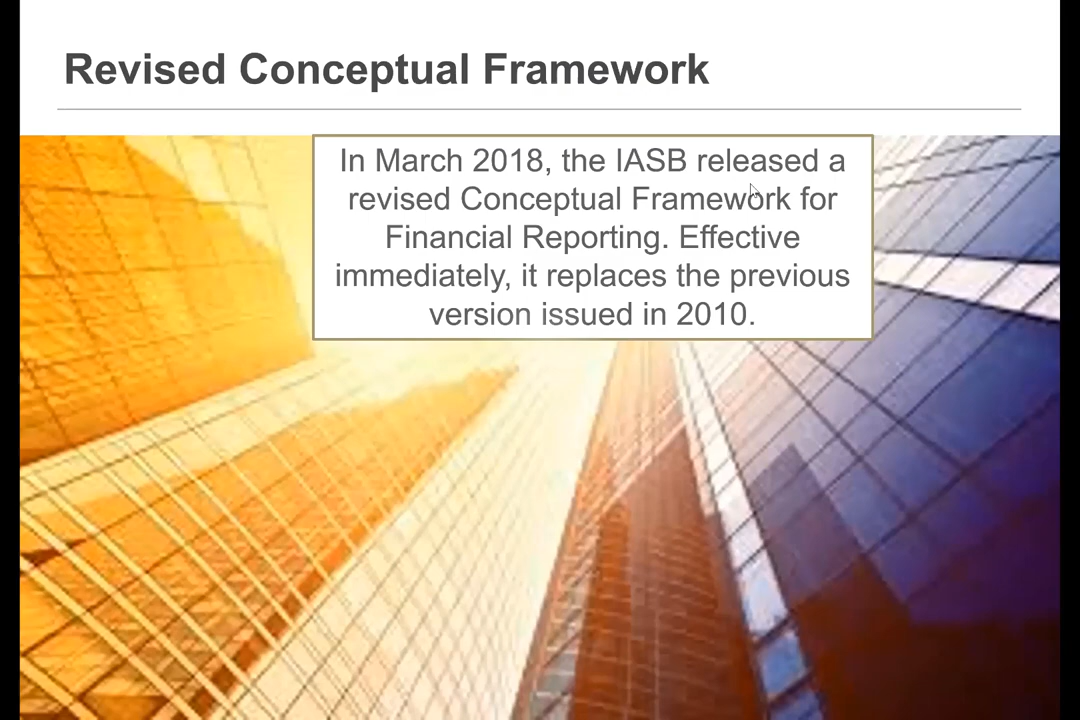 Revised Conceptual Framework
In March 2018, the IASB released a
revised Conceptual Framework for
Financial Reporting. Effective
immediately, it replaces the previous
version issued in 2010.